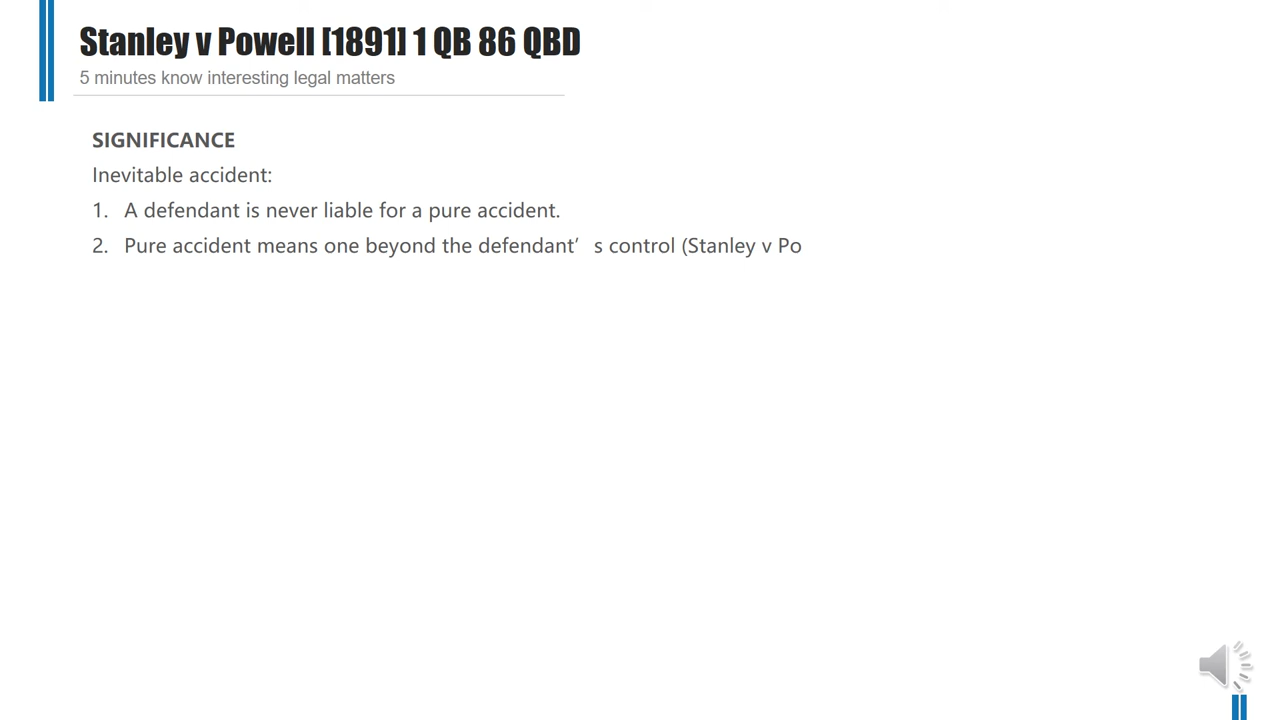 Stanley v Powell [1891] 1 QB 86 QBD
5 minutes know interesting legal matters
SIGNIFICANCE
Inevitable accident:
1. A defendant is never liable for a pure accident.
2. Pure accident means one beyond the defendant’s control (Stanley v Po